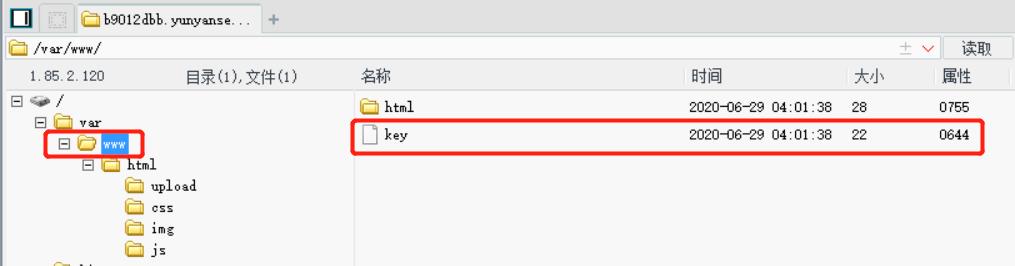 b9012dbb.yunyanse... +
/var/www/ 读取
1.85.2.120 目录(1),文件(1) 名称 时间 大小 属性
/
var
www
html
upload
css
img
js
html 2020-06-29 04:01:38 28 0755
key 2020-06-29 04:01:38 22 0644